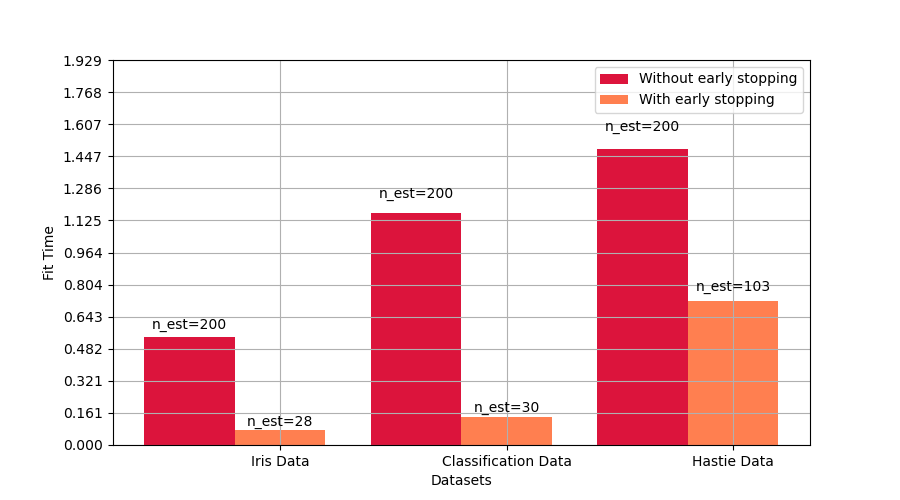 1.929
1.768
1.607
1.447
1.286
1.125
0.964
0.804
0.643
0.482
0.321
0.161
0.000
Fit Time
Without early stopping
With early stopping
n_est=200
n_est=200
n_est=200
n_est=28
n_est=30
n_est=103
Iris Data
Classification Data
Hastie Data
Datasets